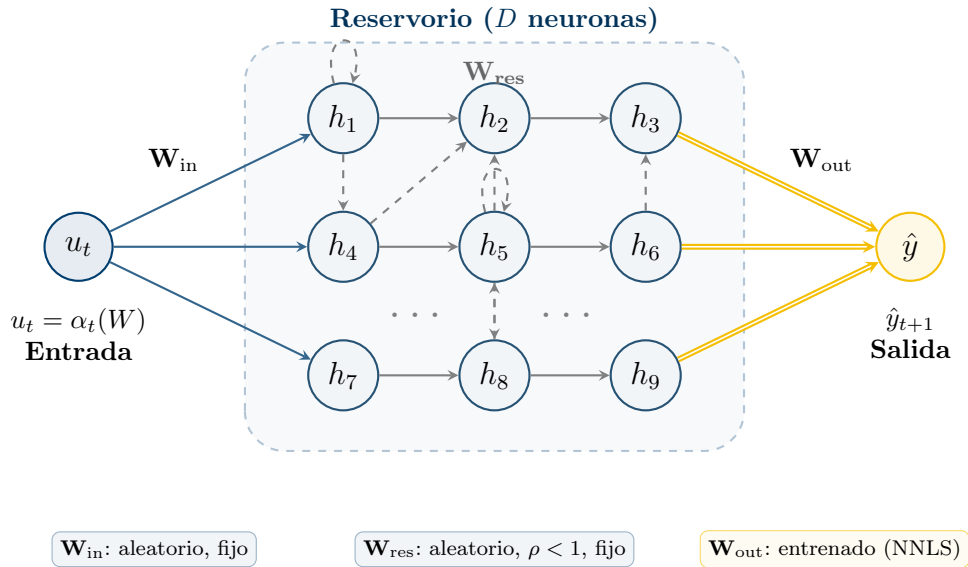 Reservorio (D neuronas)
W_res
h_1 h_2 h_3
W_in W_out
u_t h_4 h_5 h_6 ŷ
u_t = α_t(W) · · · · · · ŷ_{t+1}
Entrada Salida
h_7 h_8 h_9
W_in: aleatorio, fijo
W_res: aleatorio, ρ < 1, fijo
W_out: entrenado (NNLS)